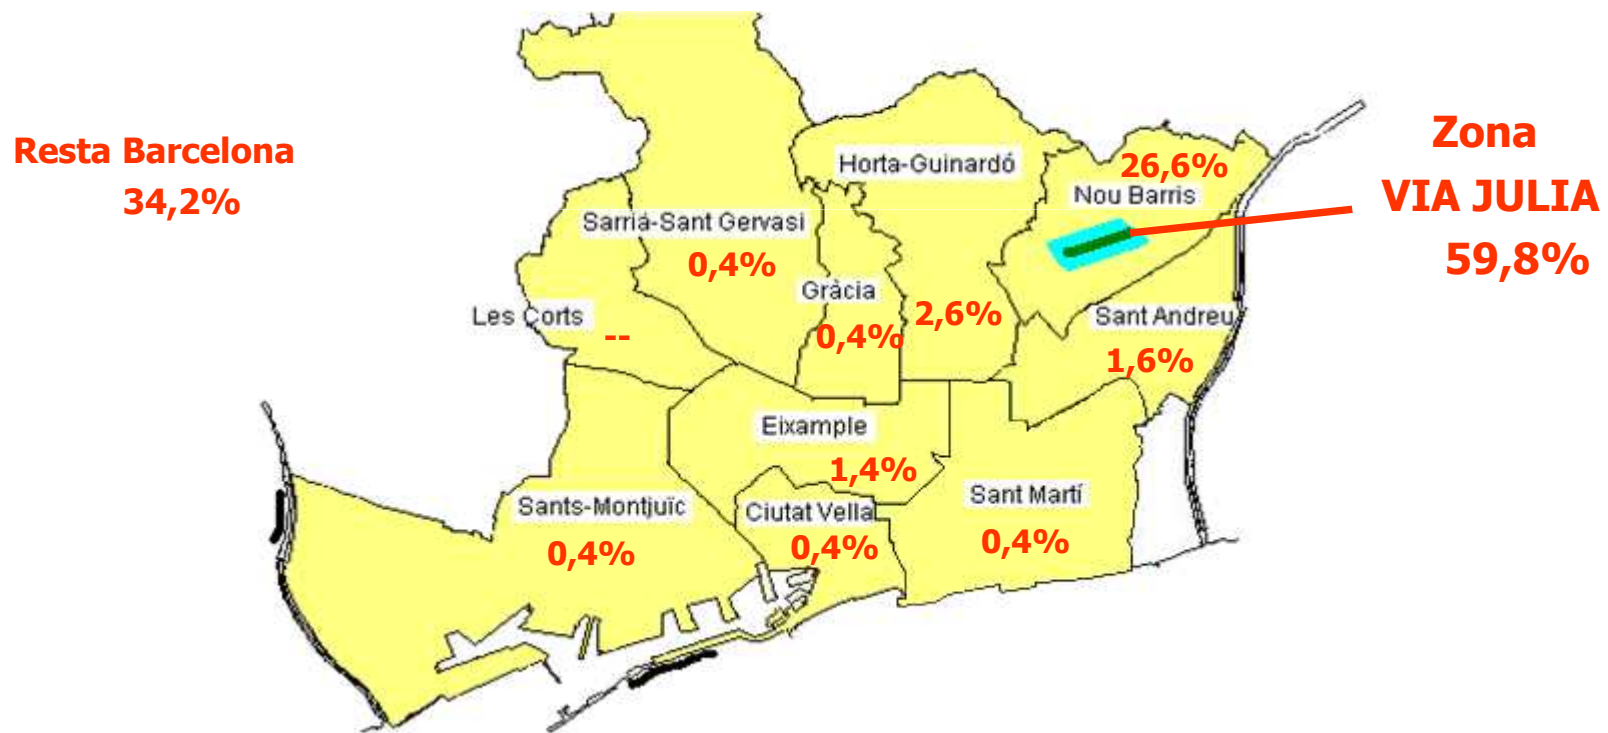 Resta Barcelona
34,2%
Zona
VIA JULIA
59,8%
Horta-Guinardó
2,6%
26,6%
Nou Barris
Sarrià-Sant Gervasi
0,4%
Gràcia
0,4%
Les Corts
--
Sant Andreu
1,6%
Eixample
1,4%
Sants-Montjuïc
0,4%
Ciutat Vella
0,4%
Sant Martí
0,4%